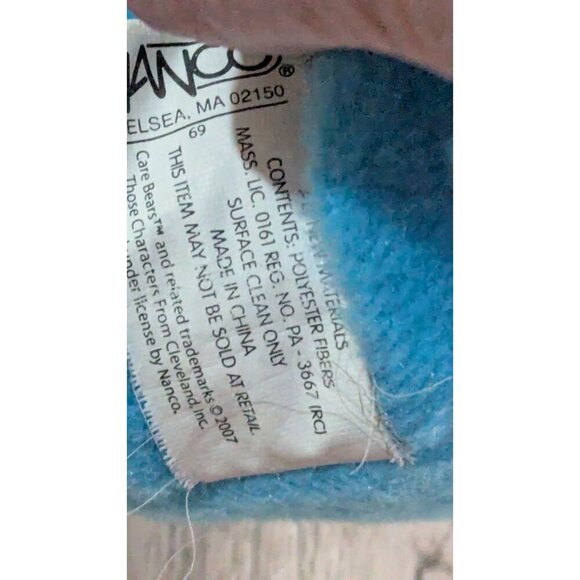 NANCO®
ELSEA, MA 02150
69
MATERIALS
CONTENTS: POLYESTER FIBERS
MASS. LIC. 0161 REG. NO. PA - 3667 (RC)
SURFACE CLEAN ONLY
MADE IN CHINA
THIS ITEM MAY NOT BE SOLD AT RETAIL
Care Bears™ and related trademarks © 2007
Those Characters From Cleveland, Inc.
under license by Nanco.